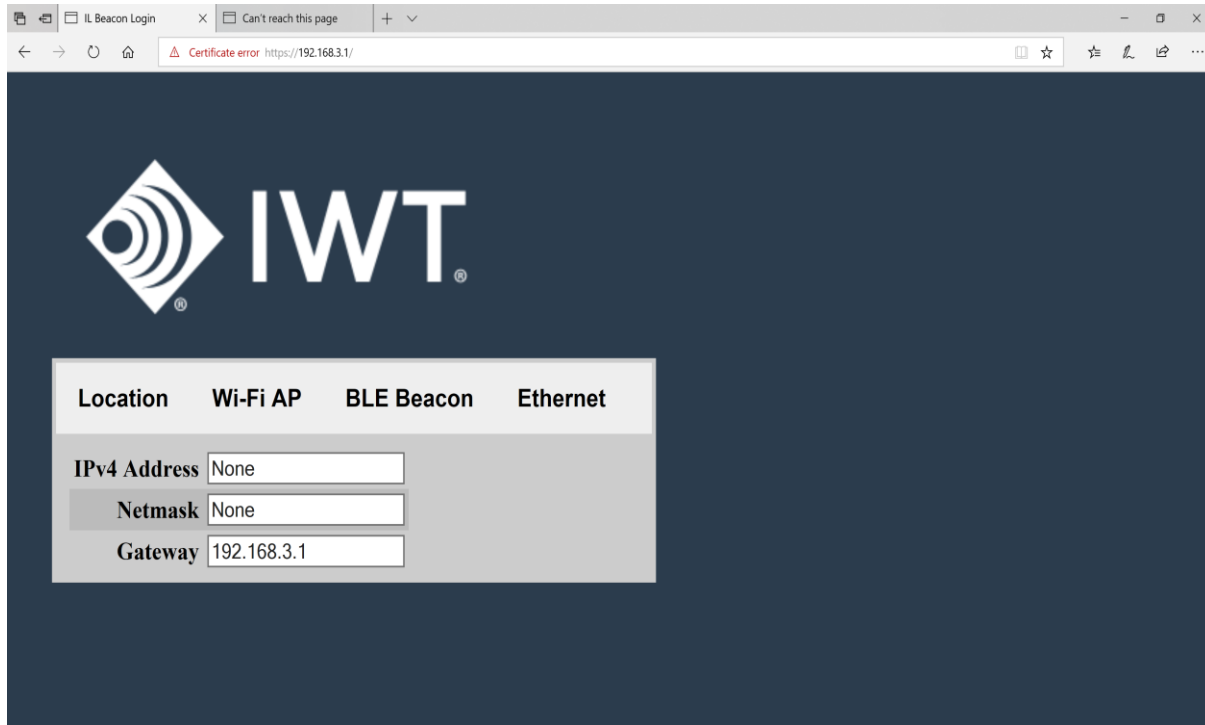 IL Beacon Login
Can't reach this page
Certificate error https://192.168.3.1/
IWT®
®
Location Wi-Fi AP BLE Beacon Ethernet
IPv4 Address None
Netmask None
Gateway 192.168.3.1